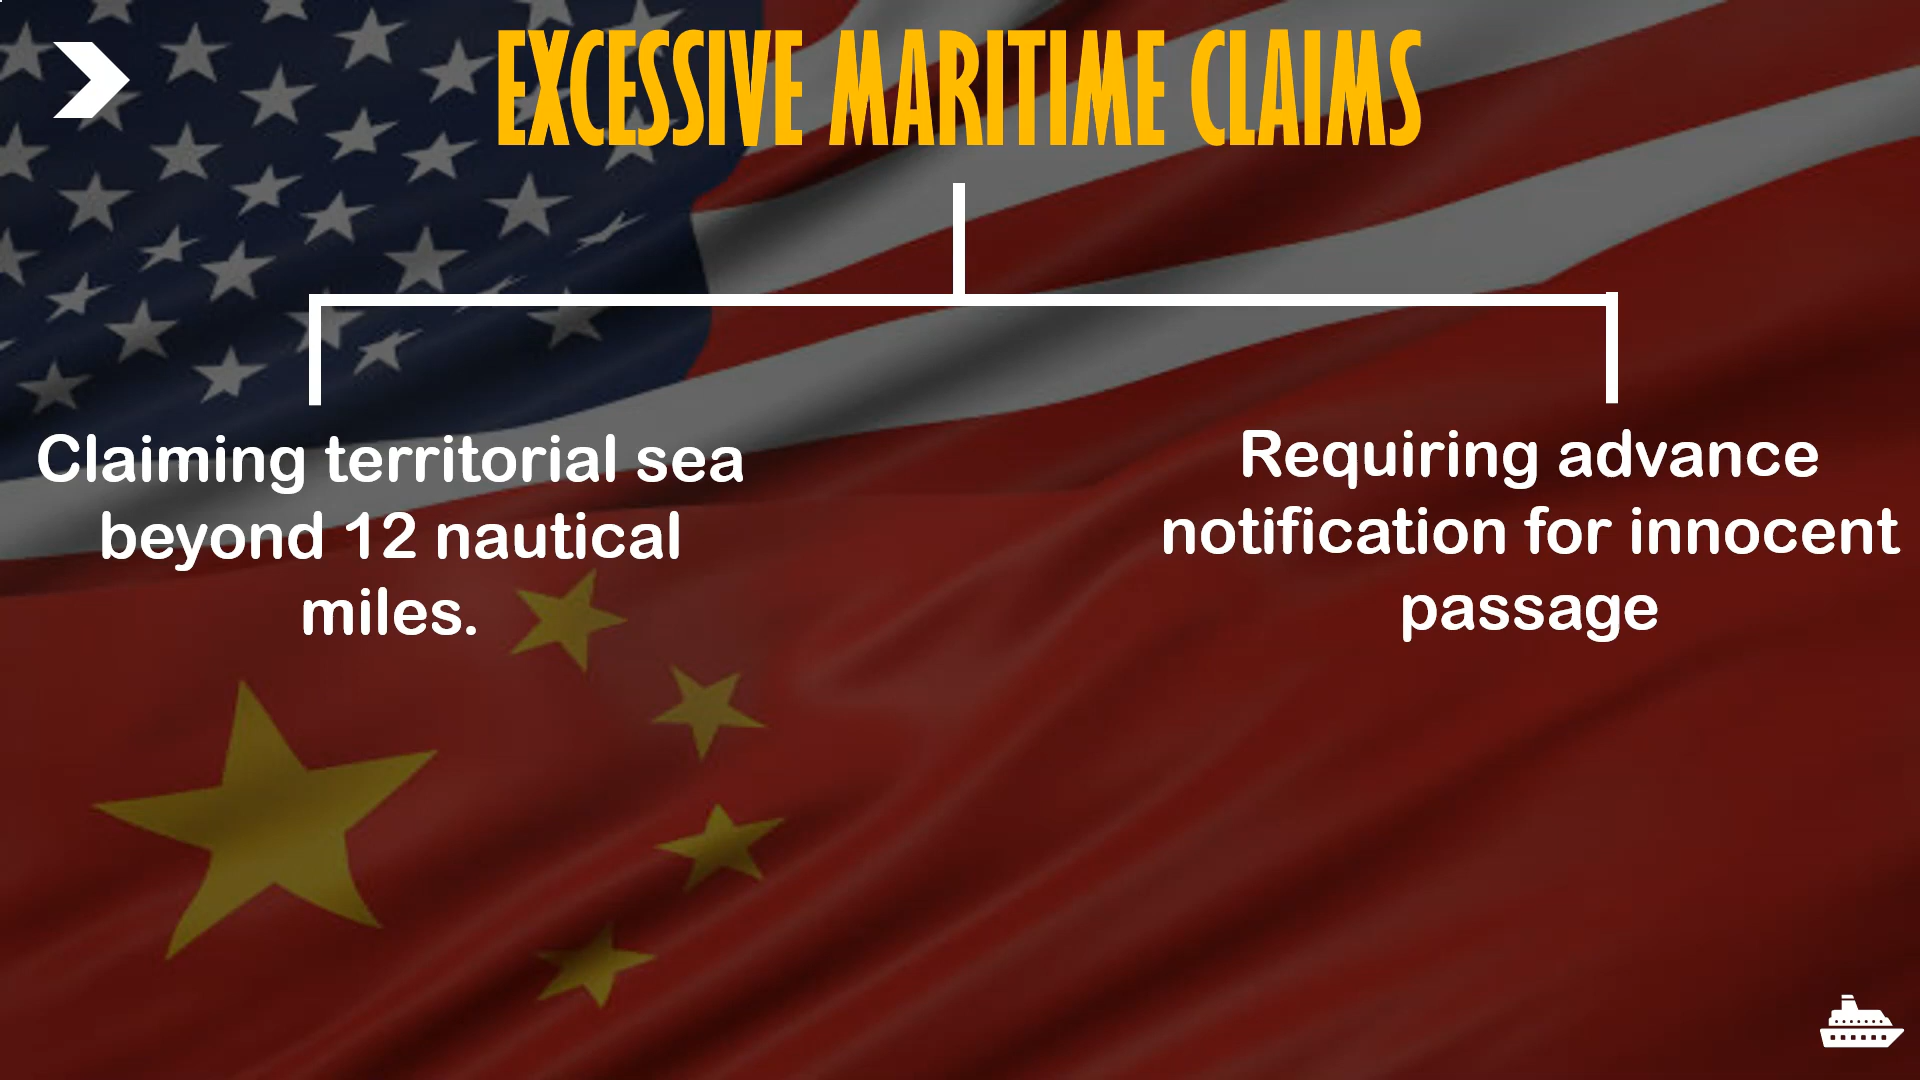 EXCESSIVE MARITIME CLAIMS
Claiming territorial sea
beyond 12 nautical
miles.
Requiring advance
notification for innocent
passage